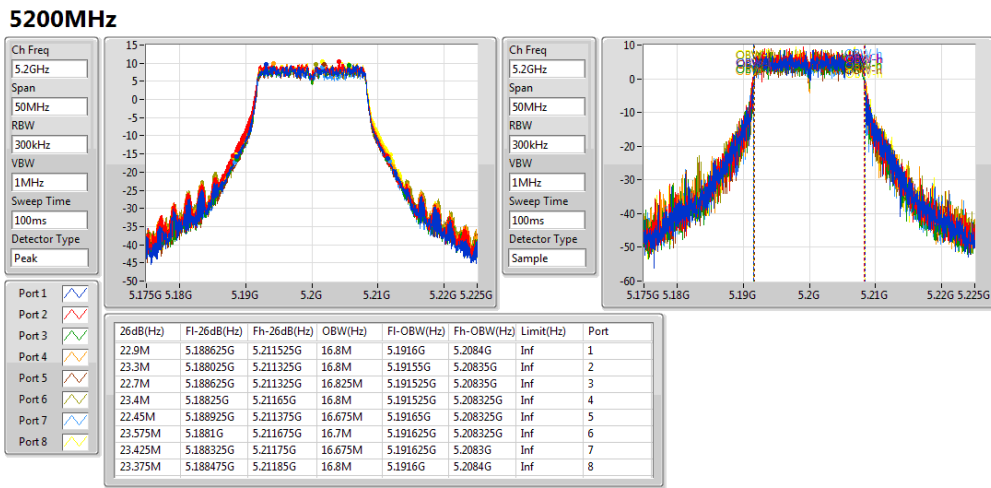 5200MHz
Ch Freq
5.2GHz
Span
50MHz
RBW
300kHz
VBW
1MHz
Sweep Time
100ms
Detector Type
Peak
15
10
5
0
-5
-10
-15
-20
-25
-30
-35
-40
-45
-50
5.175G 5.18G 5.19G 5.2G 5.21G 5.22G 5.225G
Ch Freq
5.2GHz
Span
50MHz
RBW
300kHz
VBW
1MHz
Sweep Time
100ms
Detector Type
Sample
10
0
-10
-20
-30
-40
-50
-60
5.175G 5.18G 5.19G 5.2G 5.21G 5.22G 5.225G
Port 1
Port 2
Port 3
Port 4
Port 5
Port 6
Port 7
Port 8
26dB(Hz) Fl-26dB(Hz) Fh-26dB(Hz) OBW(Hz) Fl-OBW(Hz) Fh-OBW(Hz) Limit(Hz) Port
22.9M 5.188625G 5.211525G 16.8M 5.1916G 5.2084G Inf 1
23.3M 5.188025G 5.211325G 16.8M 5.19155G 5.20835G Inf 2
22.7M 5.188625G 5.211325G 16.825M 5.191525G 5.20835G Inf 3
23.4M 5.18825G 5.21165G 16.8M 5.191525G 5.208325G Inf 4
22.45M 5.188925G 5.211375G 16.675M 5.19165G 5.208325G Inf 5
23.575M 5.1881G 5.211675G 16.7M 5.191625G 5.208325G Inf 6
23.425M 5.188325G 5.21175G 16.675M 5.191625G 5.2083G Inf 7
23.375M 5.188475G 5.21185G 16.8M 5.1916G 5.2084G Inf 8